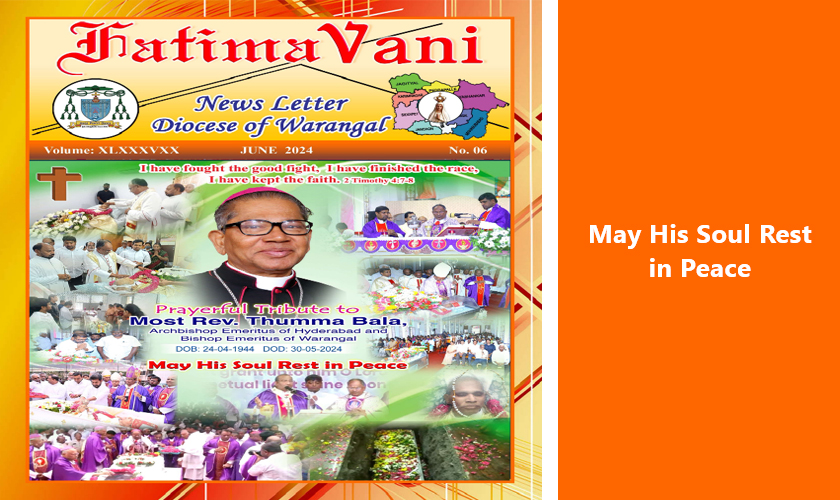 FatimaVani
News Letter
Diocese of Warangal
Volume: XLXXXVXX JUNE 2024 No. 06
I have fought the good fight, I have finished the race,
I have kept the faith. 2 Timothy 4:7-8
Prayerful Tribute to
Most Rev. Thumma Bala,
Archbishop Emeritus of Hyderabad and
Bishop Emeritus of Warangal
DOB: 24-04-1944 DOD: 30-05-2024
May His Soul Rest in Peace
grant unto him O
May His Soul Rest
in Peace